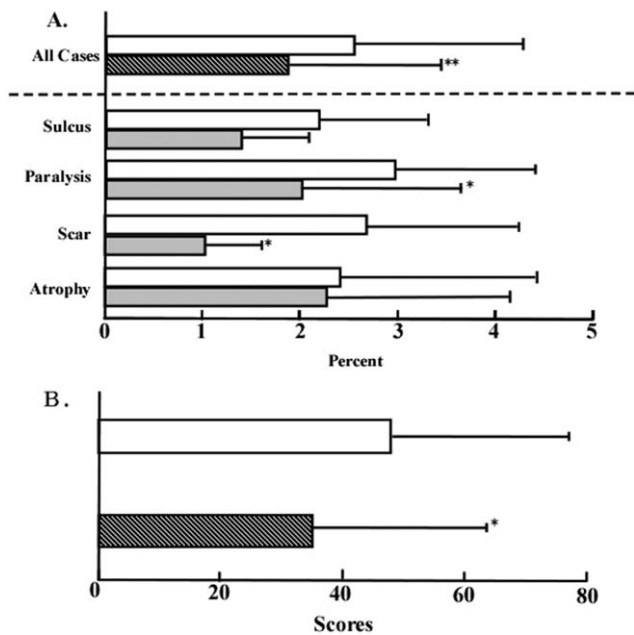 A.
All Cases
**
Sulcus
Paralysis
*
Scar
*
Atrophy
0 1 2 3 4 5
Percent
B.
*
0 20 40 60 80
Scores